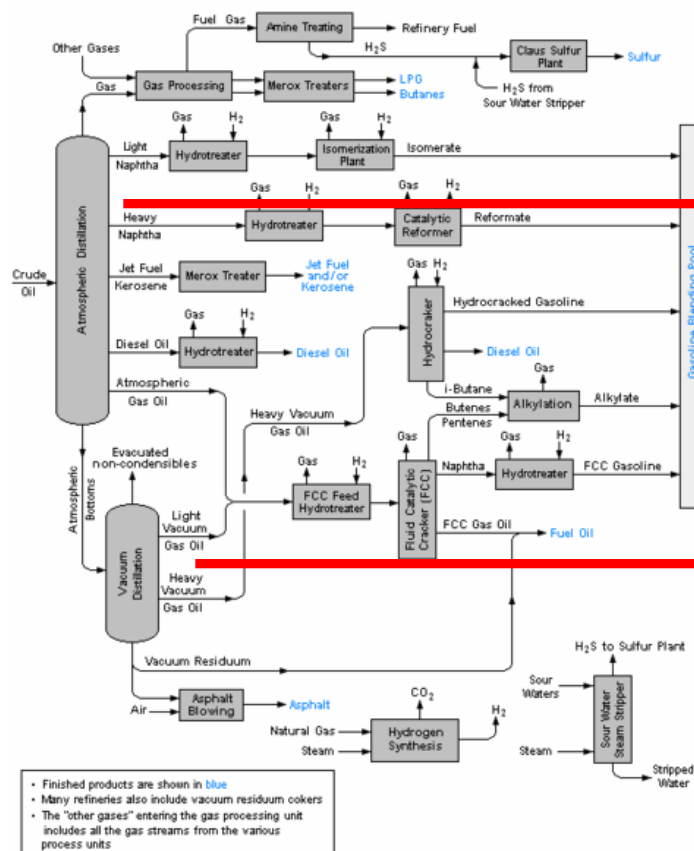 Fuel Gas
Amine Treating
Refinery Fuel
Other Gases
H2S
Claus Sulfur
Plant
Sulfur
Gas
Gas Processing
Merox Treaters
LPG
Butanes
H2S from
Sour Water Stripper
Light
Naphtha
Gas
H2
Hydrotreater
Gas
H2
Isomerization
Plant
Isomerate
Atmospheric Distillation
Gas
H2
Gas
H2
Heavy
Naphtha
Hydrotreater
Catalytic
Reformer
Reformate
Crude
Oil
Jet Fuel
Kerosene
Merox Treater
Jet Fuel
and/or
Kerosene
Gas
H2
Hydrocraker
Hydrocracked Gasoline
Gasoline Blending Pool
Gas
H2
Diesel Oil
Hydrotreater
Diesel Oil
Diesel Oil
Atmospheric
Gas Oil
i-Butane
Butenes
Pentenes
Gas
Alkylation
Alkylate
Heavy Vacuum
Gas Oil
Atmospheric
Bottoms
Evacuated
non-condensibles
Gas
H2
FCC Feed
Hydrotreater
Gas
Fluid Catalytic
Cracker (FCC)
Naphtha
Gas
H2
Hydrotreater
FCC Gasoline
Vacuum
Distillation
Light
Vacuum
Gas Oil
FCC Gas Oil
Fuel Oil
Heavy
Vacuum
Gas Oil
Vacuum Residuum
Air
Asphalt
Blowing
Asphalt
CO2
H2
Natural Gas
Steam
Hydrogen
Synthesis
H2S to Sulfur Plant
Sour
Waters
Sour Water
Steam Stripper
Steam
Stripped
Water
• Finished products are shown in blue
• Many refineries also include vacuum residuum cokers
• The "other gases" entering the gas processing unit
includes all the gas streams from the various
process units